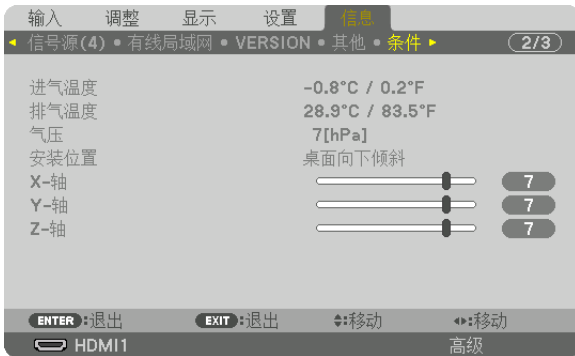 输入 调整 显示 设置 信息
信号源(4) • 有线局域网 • VERSION • 其他 • 条件 2/3
进气温度 -0.8°C / 0.2°F
排气温度 28.9°C / 83.5°F
气压 7[hPa]
安装位置 桌面向下倾斜
X-轴 7
Y-轴 7
Z-轴 7
ENTER:退出 EXIT:退出 :移动 :移动
HDMI1 高级